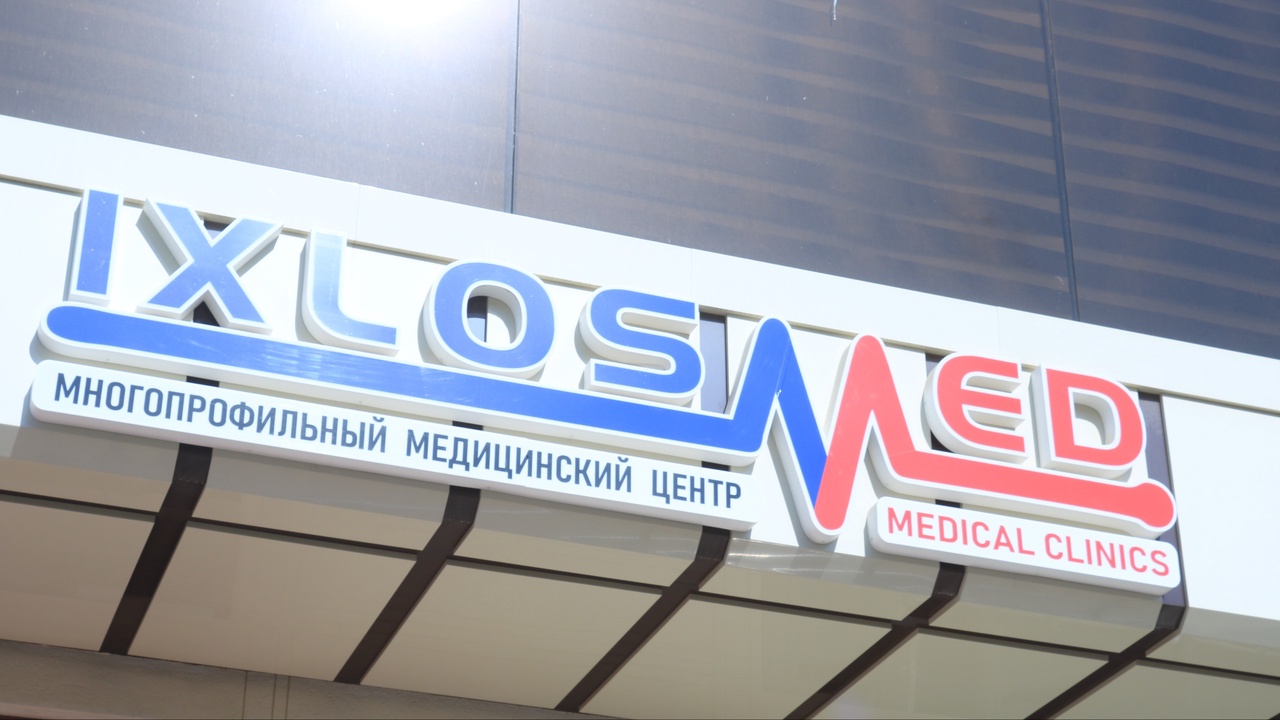 IXLOSMED
МНОГОПРОФИЛЬНЫЙ МЕДИЦИНСКИЙ ЦЕНТР
MEDICAL CLINICS